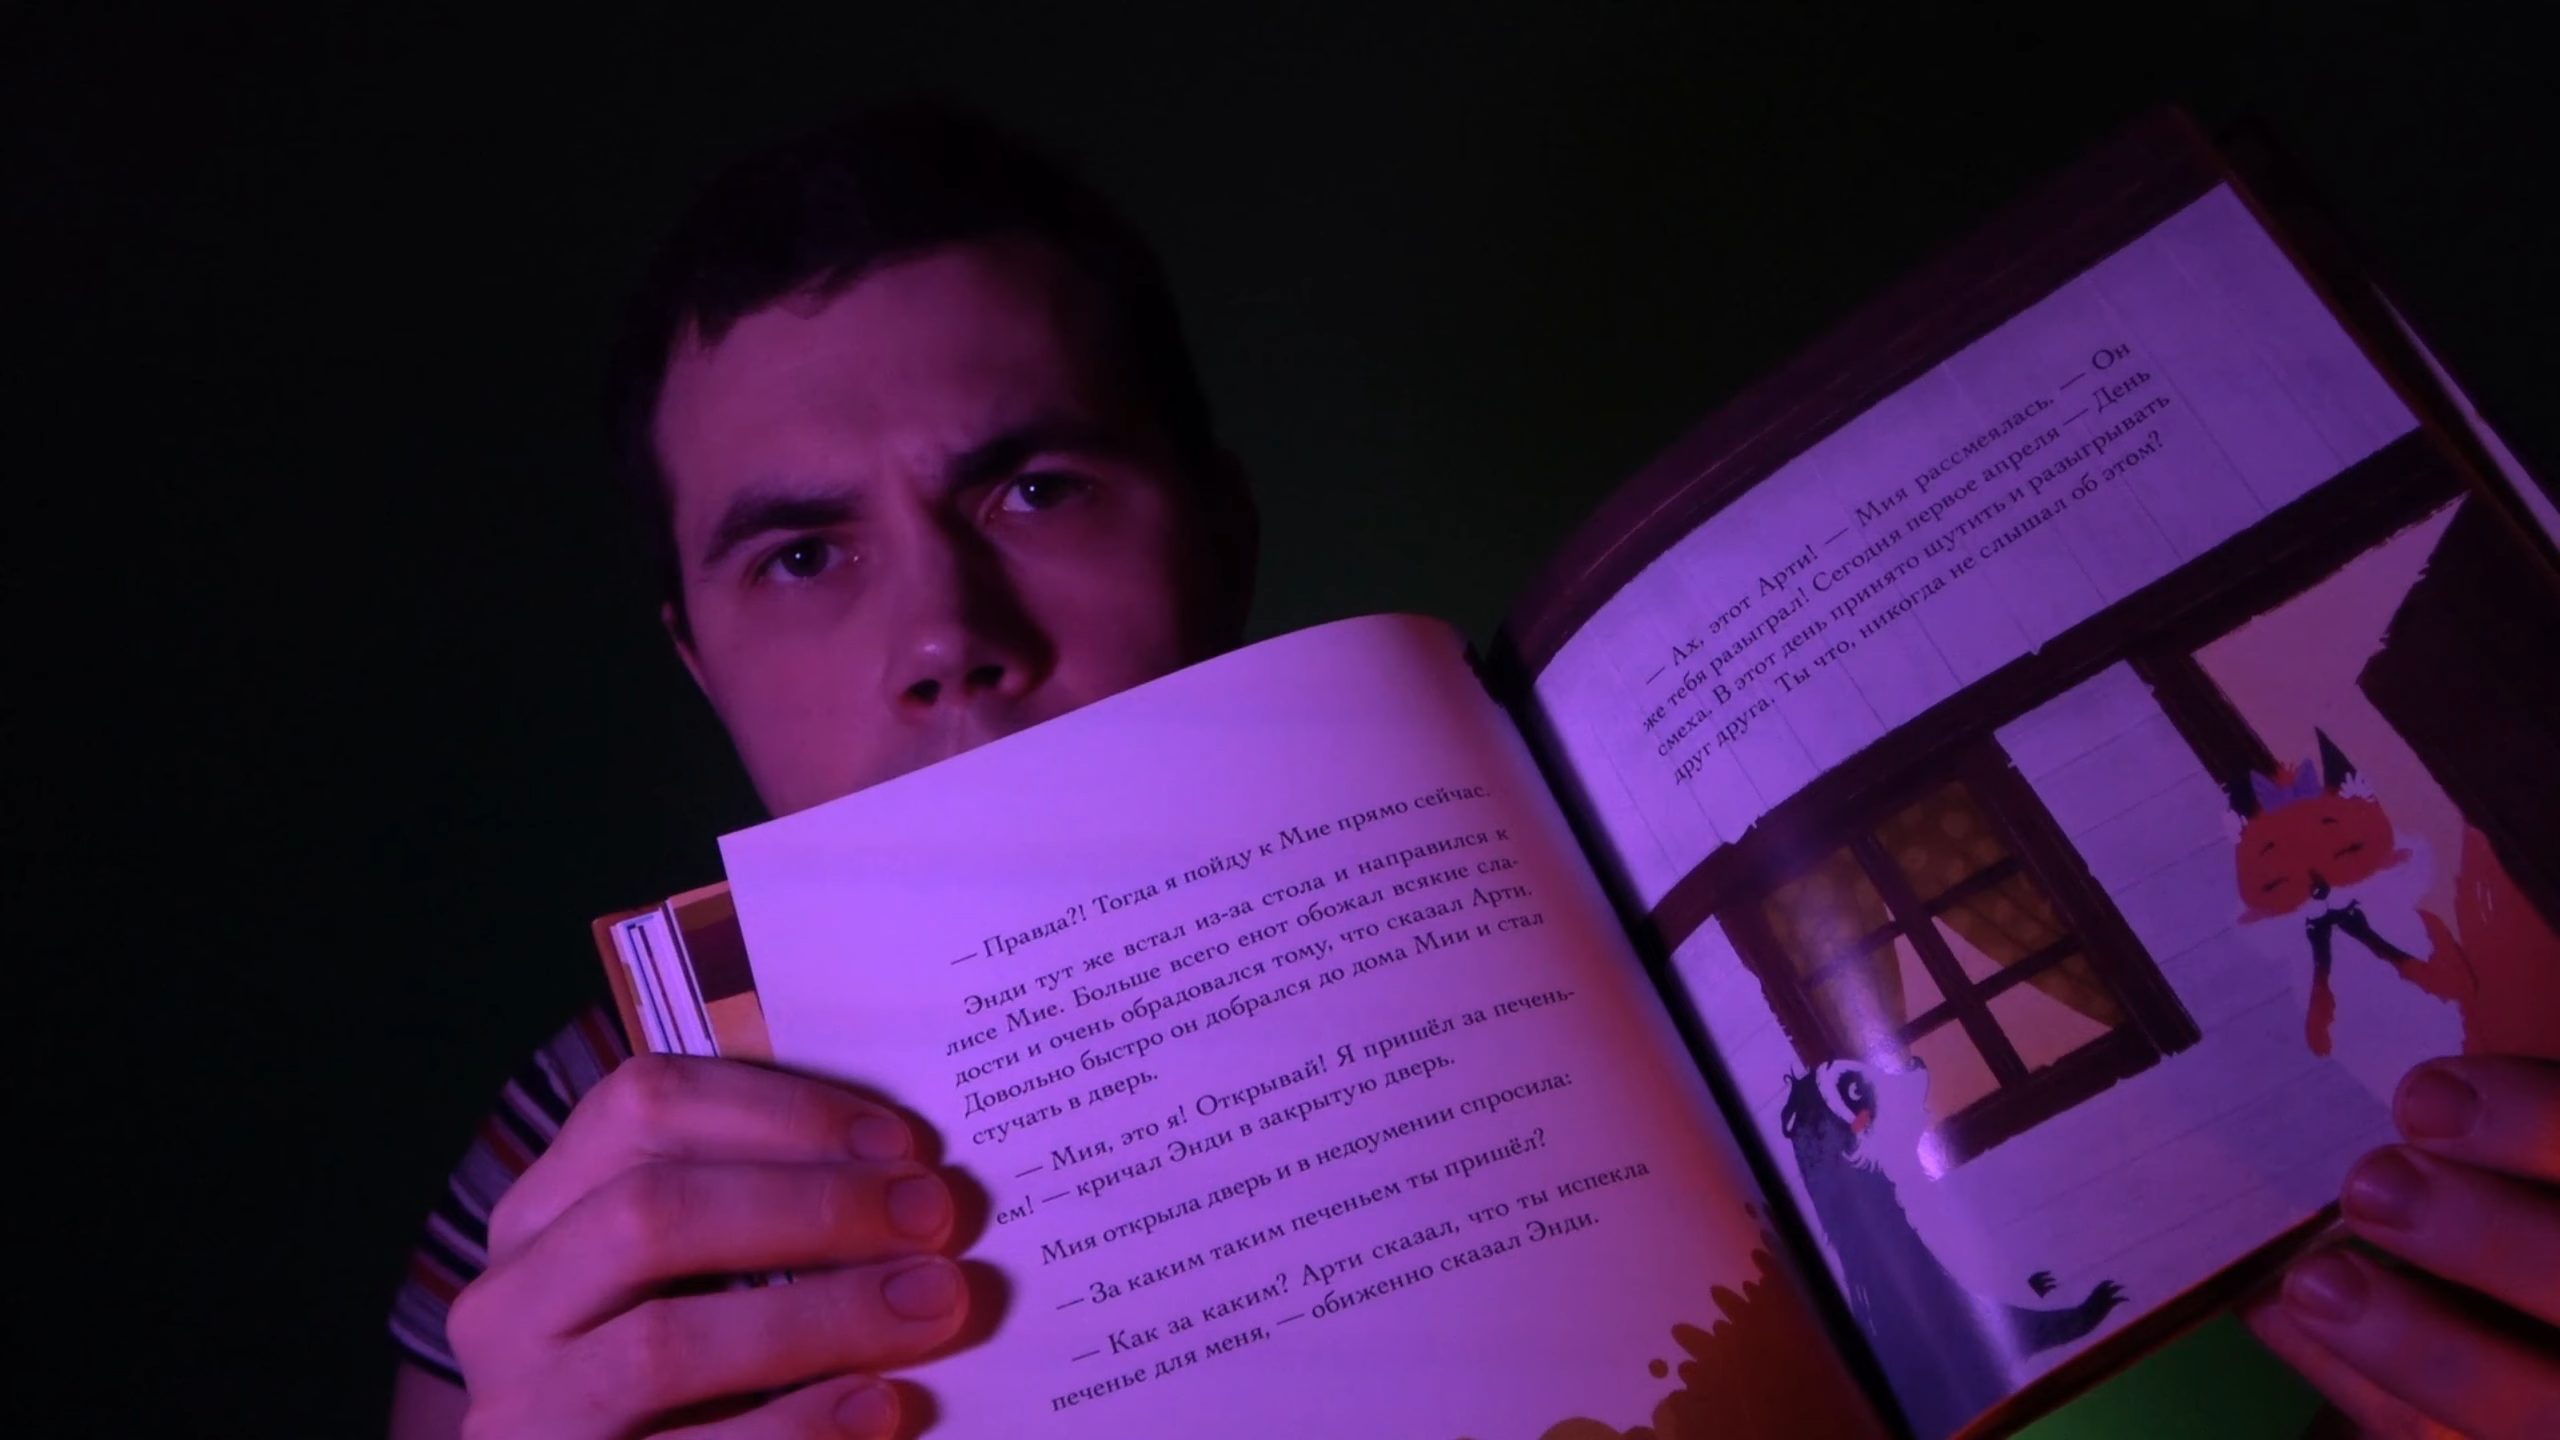 — Правда?! Тогда я пойду к Мие прямо сейчас.
Энди тут же встал из-за стола и направился к
лисе Мие. Больше всего енот обожал всякие сла-
дости и очень обрадовался тому, что сказал Арти.
Довольно быстро он добрался до дома Мии и стал
стучать в дверь.
— Мия, это я! Открывай! Я пришёл за печень-
ем! — кричал Энди в закрытую дверь.
Мия открыла дверь и в недоумении спросила:
— За каким таким печеньем ты пришёл?
— Как за каким? Арти сказал, что ты испекла
печенье для меня, — обиженно сказал Энди.
— Ах, этот Арти! — Мия рассмеялась. — Он
же тебя разыграл! Сегодня первое апреля — День
смеха. В этот день принято шутить и разыгрывать
друг друга. Ты что, никогда не слышал об этом?